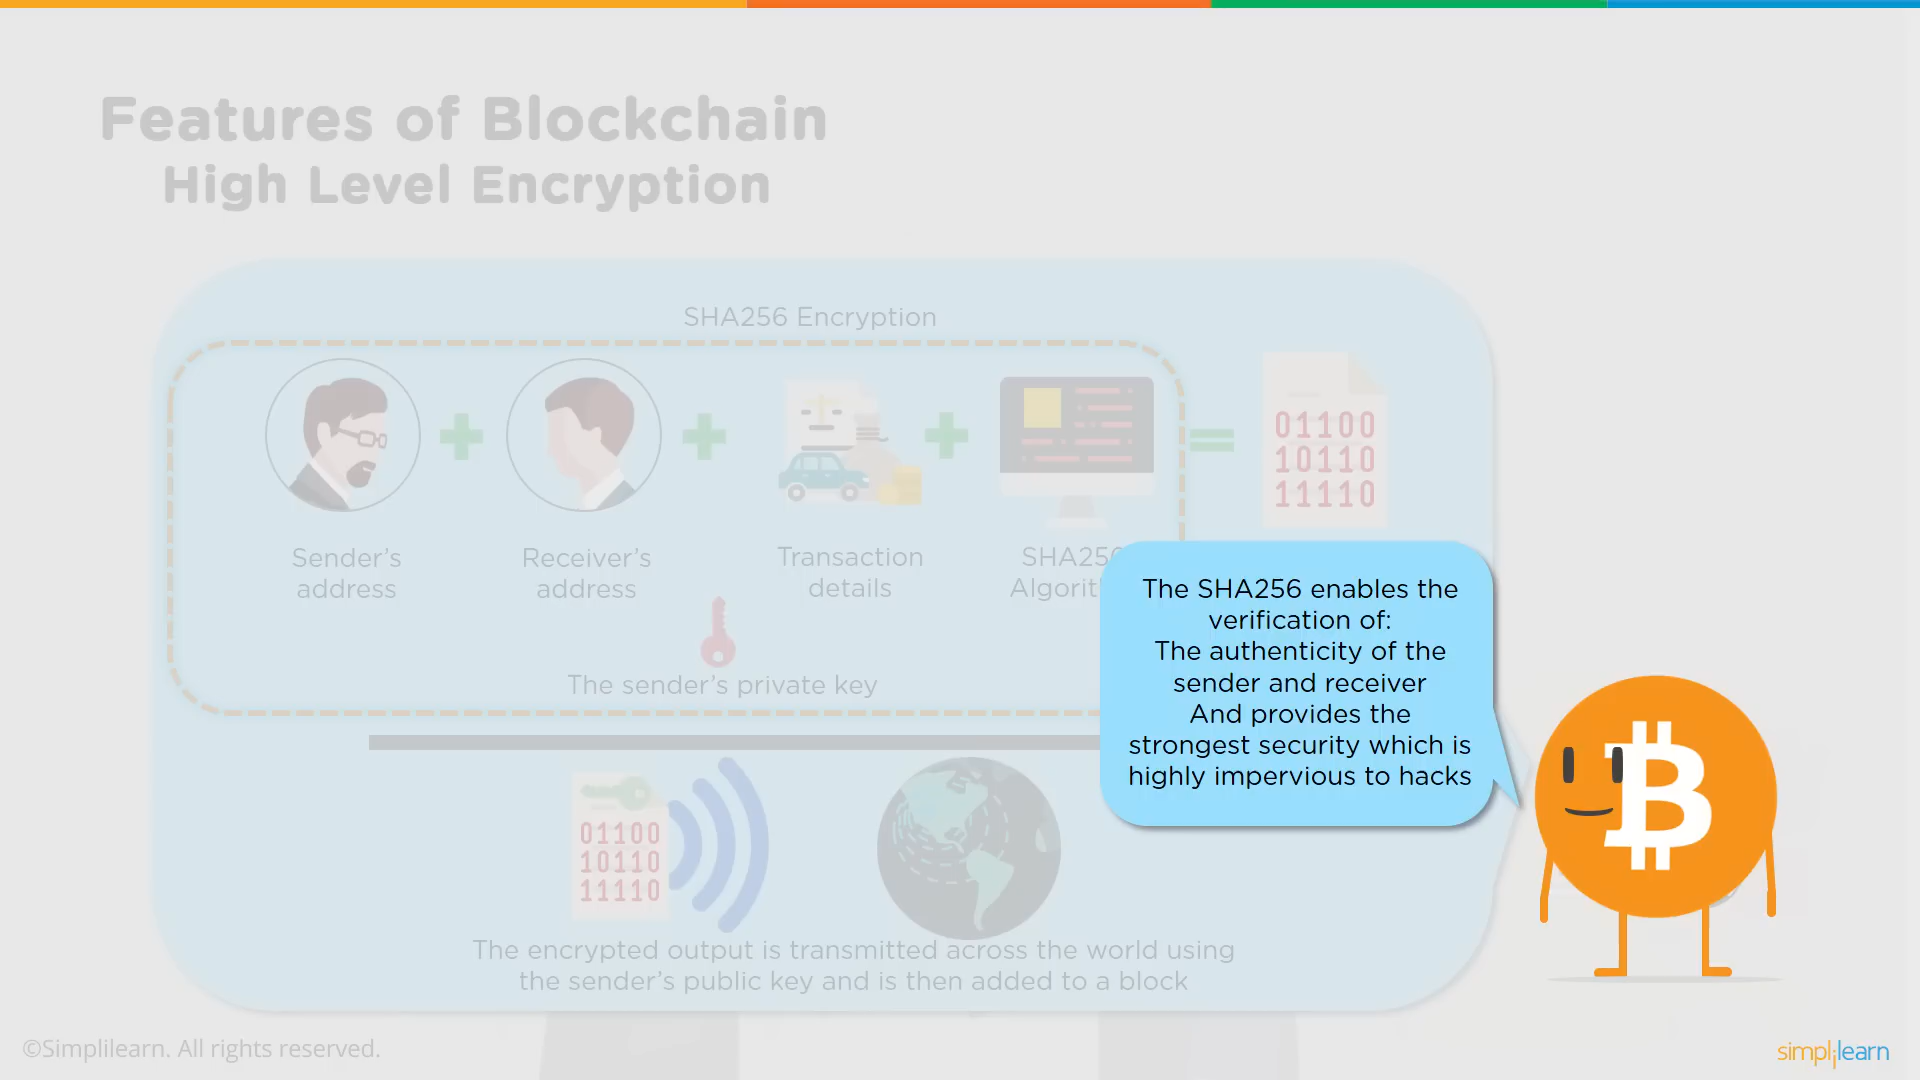 Features of Blockchain
High Level Encryption
SHA256 Encryption
01100
10110
11110
Sender's
address
Receiver's
address
Transaction
details
SHA256
Algorit
The sender's private key
The SHA256 enables the
verification of:
The authenticity of the
sender and receiver
And provides the
strongest security which is
highly impervious to hacks
01100
10110
11110
The encrypted output is transmitted across the world using
the sender's public key and is then added to a block
©Simplilearn. All rights reserved.
simplilearn